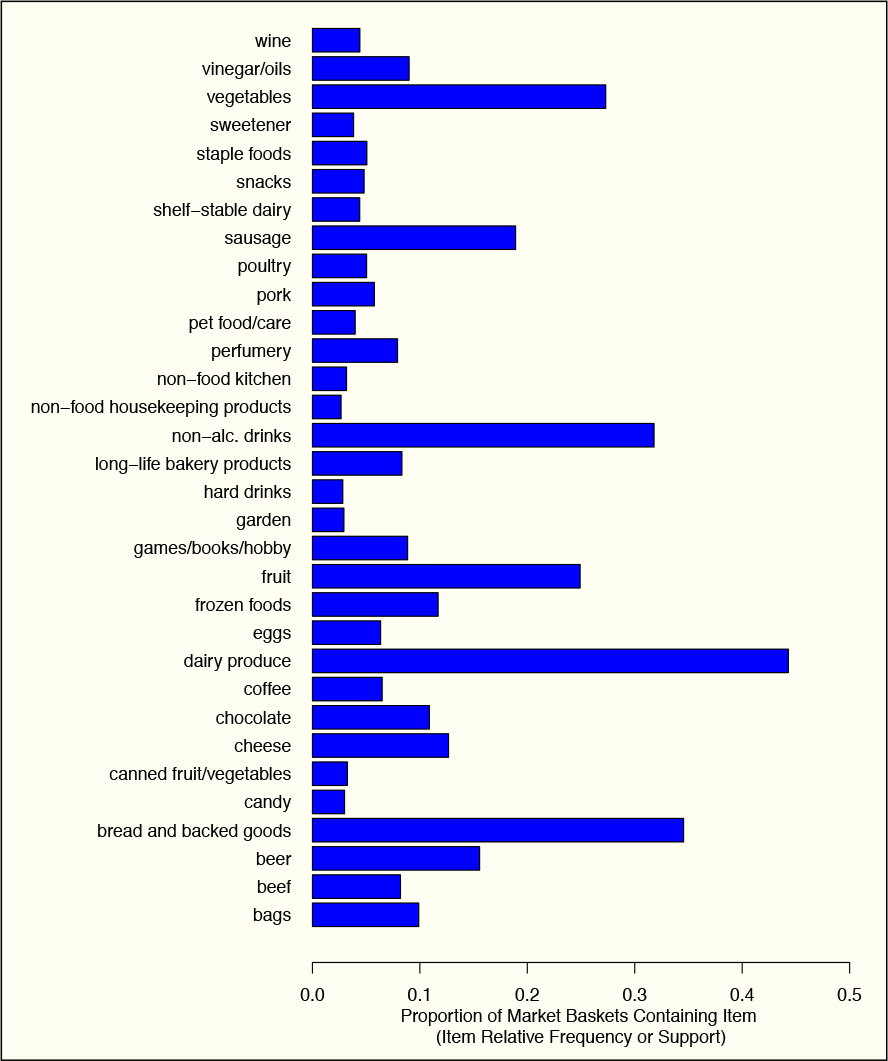 wine
vinegar/oils
vegetables
sweetener
staple foods
snacks
shelf−stable dairy
sausage
poultry
pork
pet food/care
perfumery
non−food kitchen
non−food housekeeping products
non−alc. drinks
long−life bakery products
hard drinks
garden
games/books/hobby
fruit
frozen foods
eggs
dairy produce
coffee
chocolate
cheese
canned fruit/vegetables
candy
bread and backed goods
beer
beef
bags
0.0 0.1 0.2 0.3 0.4 0.5
Proportion of Market Baskets Containing Item
(Item Relative Frequency or Support)